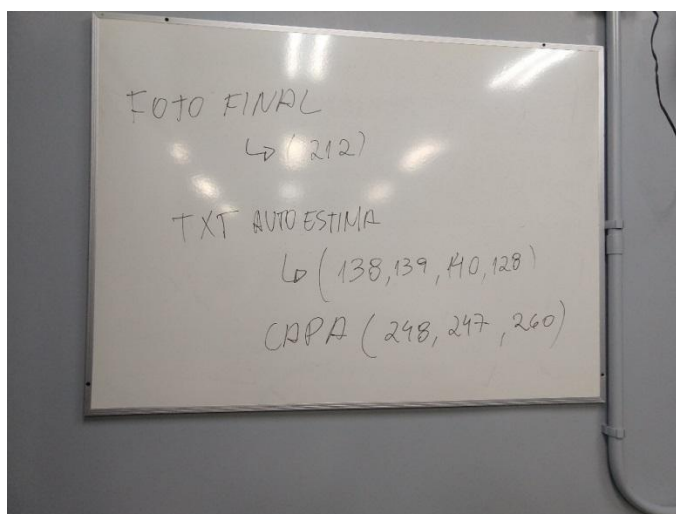 FOTO FINAL
↳ (212)
TXT AUTO ESTIMA
↳ (138, 139, 140, 128)
CAPA (248, 247, 260)